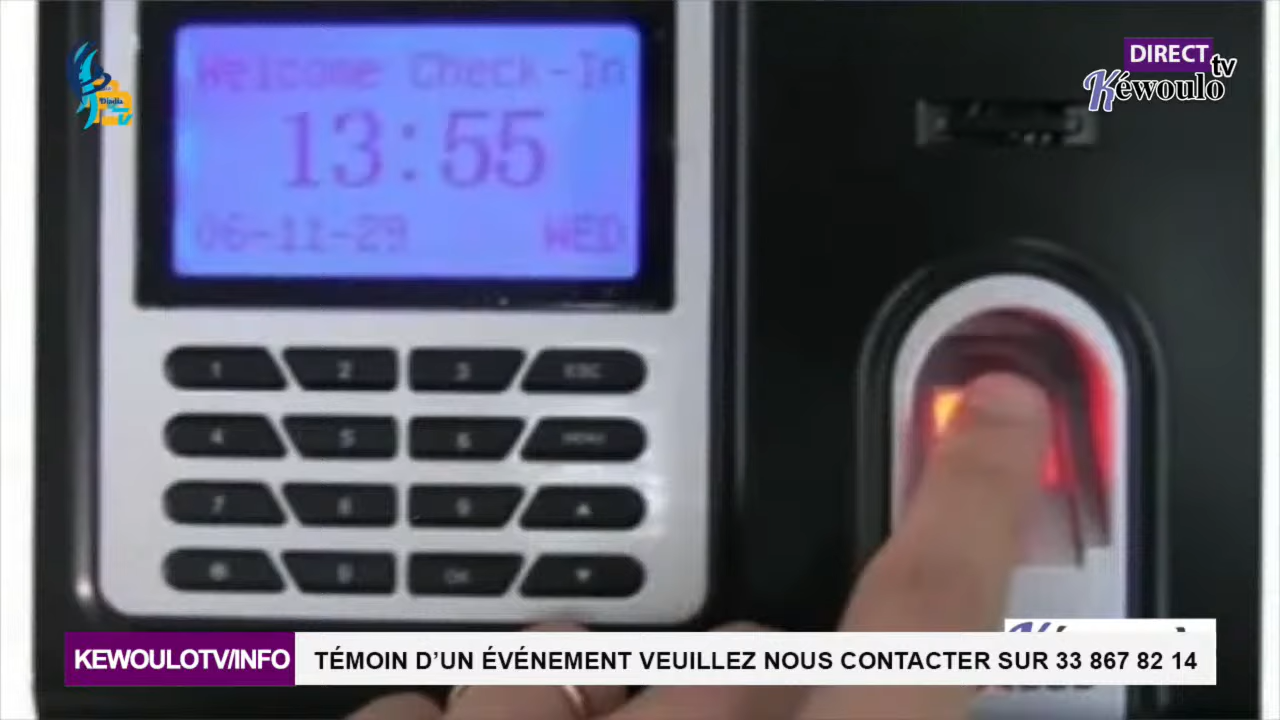 DIRECT
Kéwoulo tv
Welcome Check-In
13:55
06-11-29 WED
1 2 3 ESC
4 5 6 MENU
7 8 9 ▲
0 OK ▼
KEWOULOTV/INFO TÉMOIN D’UN ÉVÉNEMENT VEUILLEZ NOUS CONTACTER SUR 33 867 82 14